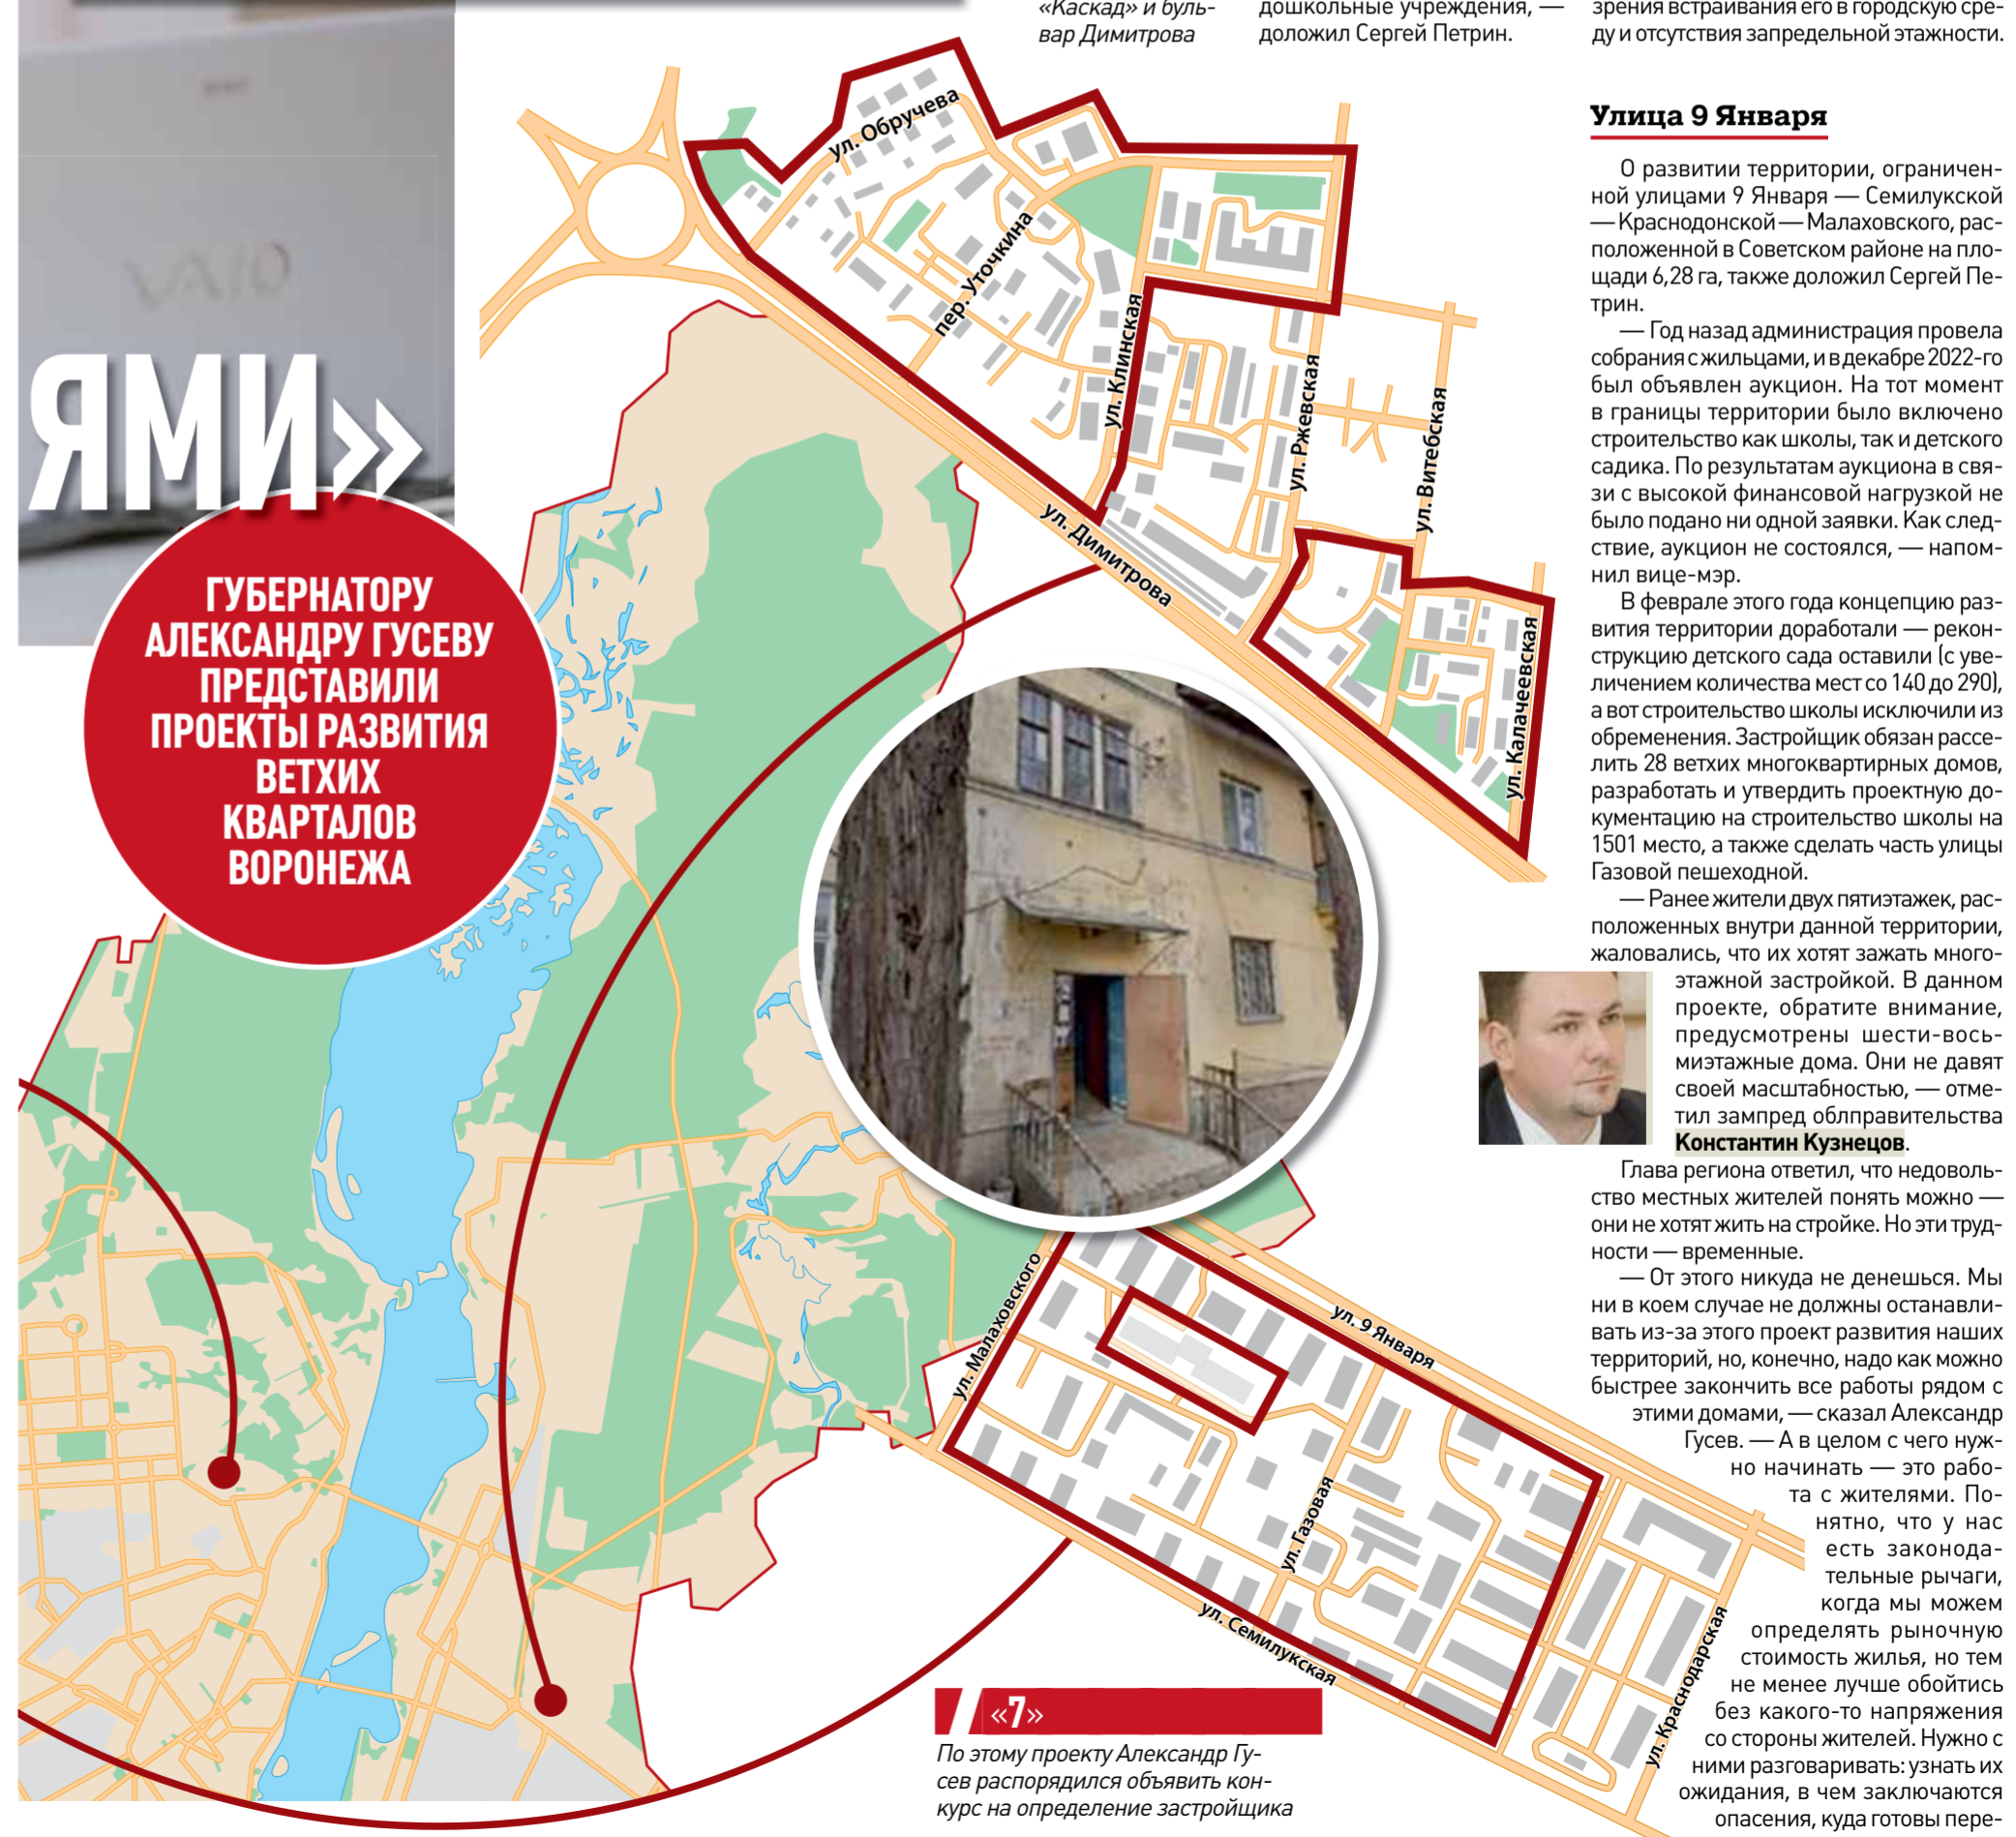 «Каскад» и буль-
вар Димитрова
дошкольные учреждения, —
доложил Сергей Петрин.
зрения встраивания его в городскую сре-
ду и отсутствия запредельной этажности.
VAIO
ЯМИ»
ГУБЕРНАТОРУ
АЛЕКСАНДРУ ГУСЕВУ
ПРЕДСТАВИЛИ
ПРОЕКТЫ РАЗВИТИЯ
ВЕТХИХ
КВАРТАЛОВ
ВОРОНЕЖА
ул. Обручева
пер. Уточкина
ул. Клинская
ул. Ржевская
ул. Витебская
ул. Димитрова
ул. Калачеевская
Улица 9 Января
О развитии территории, ограничен-
ной улицами 9 Января — Семилукской
— Краснодонской — Малаховского, рас-
положенной в Советском районе на пло-
щади 6,28 га, также доложил Сергей Пе-
трин.
— Год назад администрация провела
собрания с жильцами, и в декабре 2022-го
был объявлен аукцион. На тот момент
в границы территории было включено
строительство как школы, так и детского
садика. По результатам аукциона в свя-
зи с высокой финансовой нагрузкой не
было подано ни одной заявки. Как след-
ствие, аукцион не состоялся, — напом-
нил вице-мэр.
В феврале этого года концепцию раз-
вития территории доработали — рекон-
струкцию детского сада оставили (с уве-
личением количества мест со 140 до 290),
а вот строительство школы исключили из
обременения. Застройщик обязан рассе-
лить 28 ветхих многоквартирных домов,
разработать и утвердить проектную до-
кументацию на строительство школы на
1501 место, а также сделать часть улицы
Газовой пешеходной.
— Ранее жители двух пятиэтажек, рас-
положенных внутри данной территории,
жаловались, что их хотят зажать много-
этажной застройкой. В данном
проекте, обратите внимание,
предусмотрены шести-вось-
миэтажные дома. Они не давят
своей масштабностью, — отме-
тил зампред облправительства
Константин Кузнецов.
Глава региона ответил, что недоволь-
ство местных жителей понять можно —
они не хотят жить на стройке. Но эти труд-
ности — временные.
— От этого никуда не денешься. Мы
ни в коем случае не должны останавли-
вать из-за этого проект развития наших
территорий, но, конечно, надо как можно
быстрее закончить все работы рядом с
этими домами, — сказал Александр
Гусев. — А в целом с чего нуж-
но начинать — это рабо-
та с жителями. По-
нятно, что у нас
есть законода-
тельные рычаги,
когда мы можем
определять рыночную
стоимость жилья, но тем
не менее лучше обойтись
без какого-то напряжения
со стороны жителей. Нужно с
ними разговаривать: узнать их
ожидания, в чем заключаются
опасения, куда готовы пере-
ул. Малаховского
ул. 9 Января
ул. Газовая
ул. Семилукская
ул. Краснодарская
«7»
По этому проекту Александр Гу-
сев распорядился объявить кон-
курс на определение застройщика